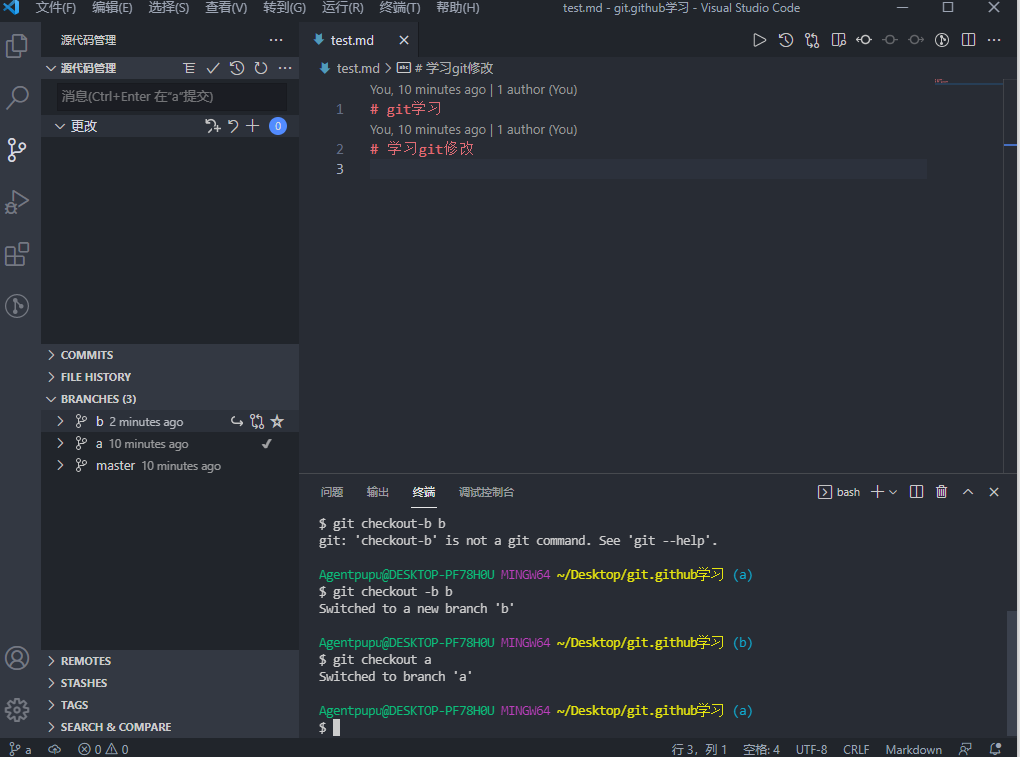 文件(F) 编辑(E) 选择(S) 查看(V) 转到(G) 运行(R) 终端(T) 帮助(H) test.md - git.github学习 - Visual Studio Code
源代码管理
test.md
源代码管理
test.md > # 学习git修改
消息(Ctrl+Enter 在"a"提交)
更改 0
You, 10 minutes ago | 1 author (You)
1 # git学习
You, 10 minutes ago | 1 author (You)
2 # 学习git修改
3
COMMITS
FILE HISTORY
BRANCHES (3)
b 2 minutes ago
a 10 minutes ago
master 10 minutes ago
REMOTES
STASHES
TAGS
SEARCH & COMPARE
问题 输出 终端 调试控制台 bash
$ git checkout-b b
git: 'checkout-b' is not a git command. See 'git --help'.
Agentpupu@DESKTOP-PF78H0U MINGW64 ~/Desktop/git.github学习 (a)
$ git checkout -b b
Switched to a new branch 'b'
Agentpupu@DESKTOP-PF78H0U MINGW64 ~/Desktop/git.github学习 (b)
$ git checkout a
Switched to branch 'a'
Agentpupu@DESKTOP-PF78H0U MINGW64 ~/Desktop/git.github学习 (a)
$
a 0 0 行 3，列 1 空格: 4 UTF-8 CRLF Markdown